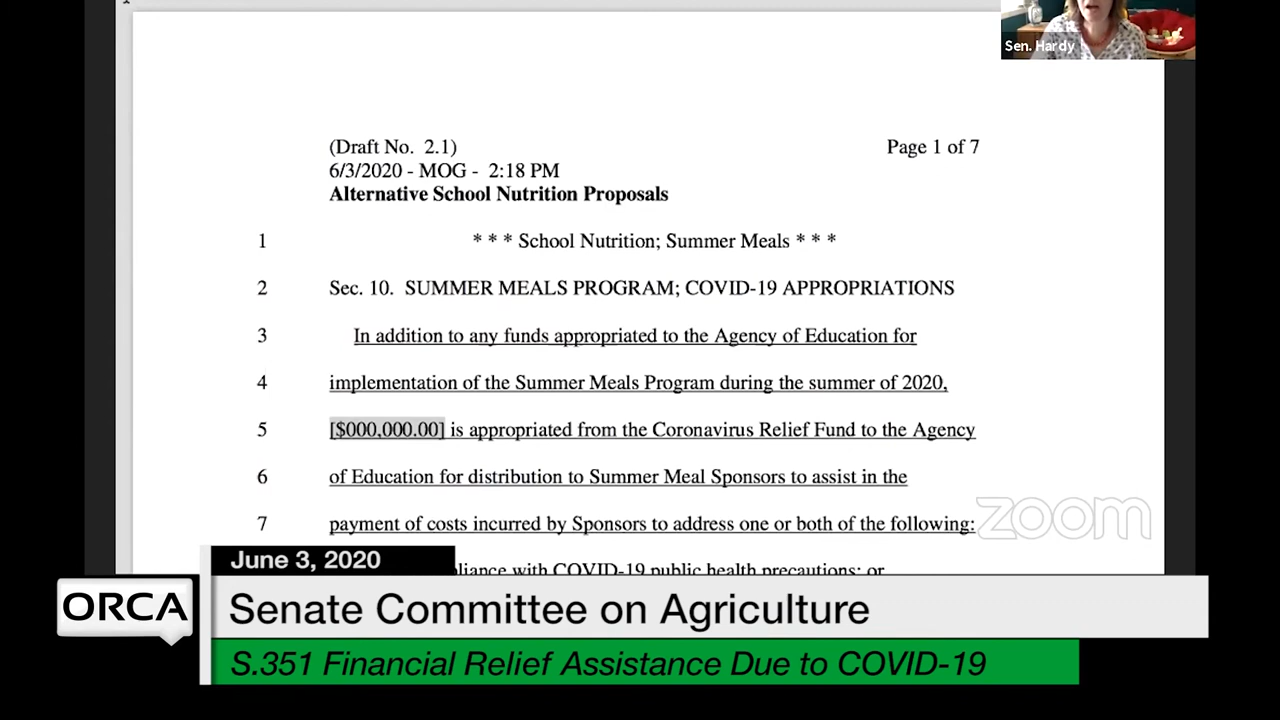 Sen. Hardy
(Draft No. 2.1)
Page 1 of 7
6/3/2020 - MOG - 2:18 PM
Alternative School Nutrition Proposals
1 * * * School Nutrition; Summer Meals * * *
2 Sec. 10. SUMMER MEALS PROGRAM; COVID-19 APPROPRIATIONS
3 In addition to any funds appropriated to the Agency of Education for
4 implementation of the Summer Meals Program during the summer of 2020,
5 [$000,000.00] is appropriated from the Coronavirus Relief Fund to the Agency
6 of Education for distribution to Summer Meal Sponsors to assist in the
7 payment of costs incurred by Sponsors to address one or both of the following:
with COVID-19 public health precautions; or
zoom
June 3, 2020
ORCA
Senate Committee on Agriculture
S.351 Financial Relief Assistance Due to COVID-19